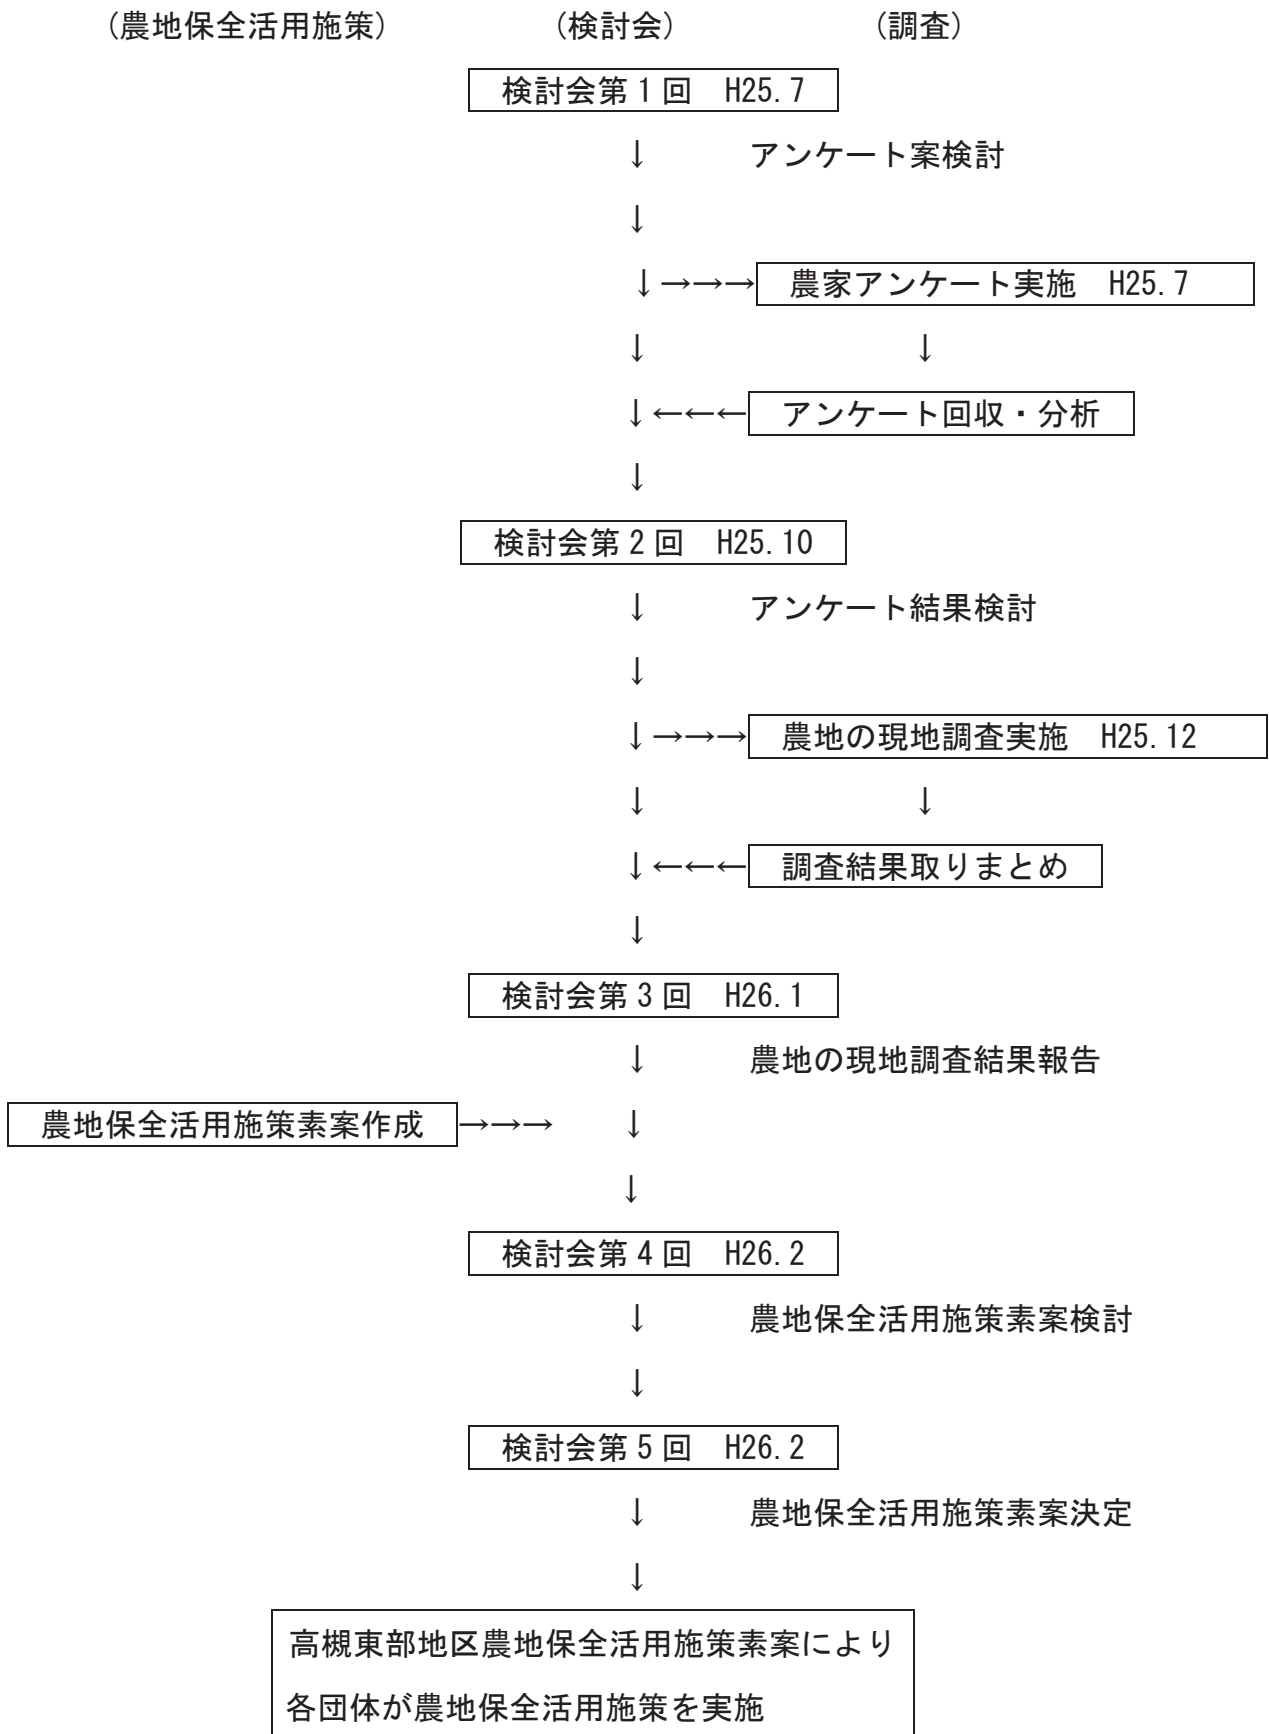 （農地保全活用施策） （検討会） （調査）
検討会第1回 H25.7
↓ アンケート案検討
↓
↓→→→ 農家アンケート実施 H25.7
↓ ↓
↓←←← アンケート回収・分析
↓
検討会第2回 H25.10
↓ アンケート結果検討
↓
↓→→→ 農地の現地調査実施 H25.12
↓ ↓
↓←←← 調査結果取りまとめ
↓
検討会第3回 H26.1
↓ 農地の現地調査結果報告
農地保全活用施策素案作成 →→→ ↓
↓
検討会第4回 H26.2
↓ 農地保全活用施策素案検討
↓
検討会第5回 H26.2
↓ 農地保全活用施策素案決定
↓
高槻東部地区農地保全活用施策素案により
各団体が農地保全活用施策を実施